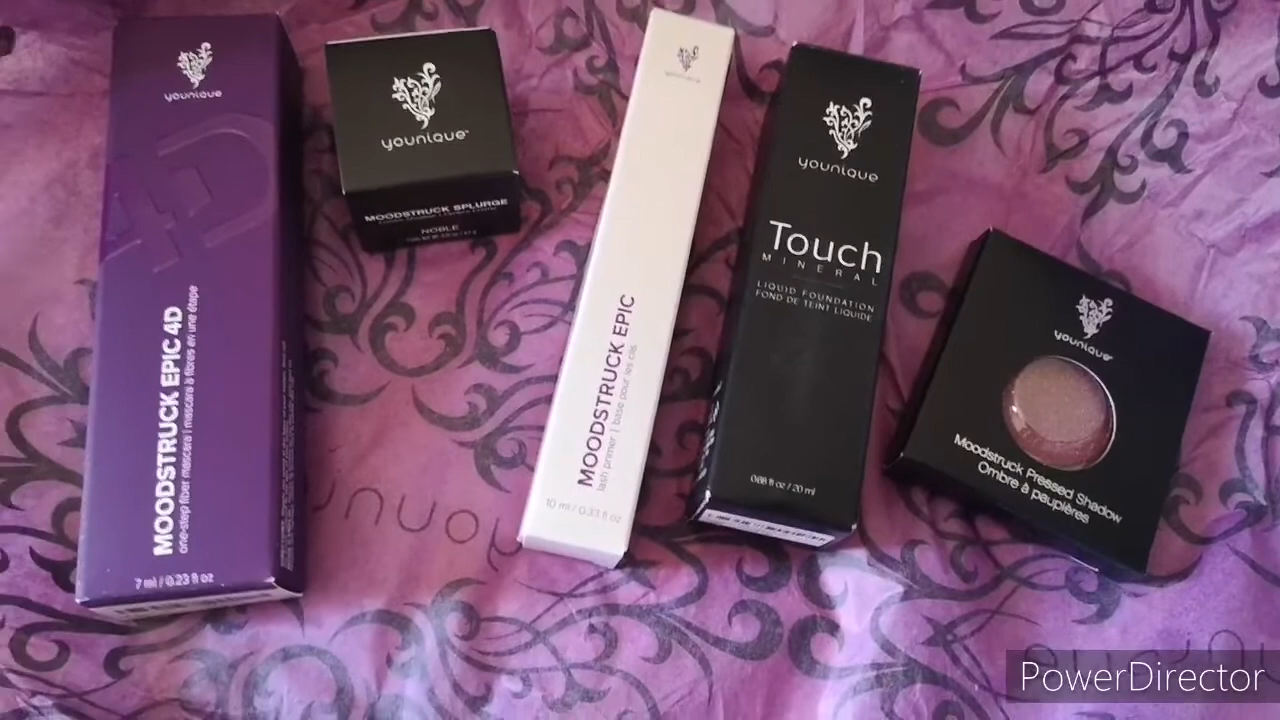 younique
MOODSTRUCK EPIC 4D
one-step fiber mascara | mascara à fibres en une étape
7 ml / 0.23 fl oz
younique
MOODSTRUCK SPLURGE
NOBLE
younique
MOODSTRUCK EPIC
lash primer | base pour les cils
10 ml / 0.33 fl oz
younique
Touch
MINERAL
LIQUID FOUNDATION
FOND DE TEINT LIQUIDE
0.68 fl oz / 20 ml
younique
Moodstruck Pressed Shadow
Ombre à paupières
PowerDirector